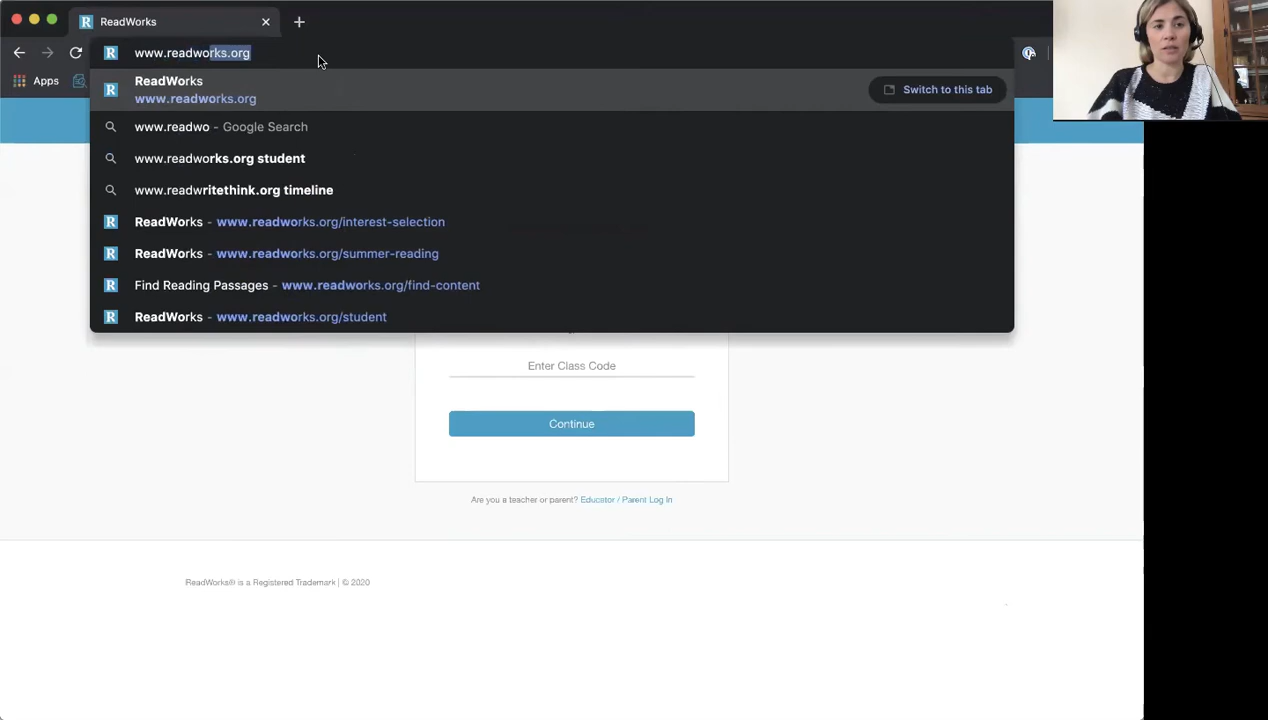 R ReadWorks
R www.readworks.org
Apps
R ReadWorks
www.readworks.org
Switch to this tab
www.readwo - Google Search
www.readworks.org student
www.readwritethink.org timeline
R ReadWorks - www.readworks.org/interest-selection
R ReadWorks - www.readworks.org/summer-reading
R Find Reading Passages - www.readworks.org/find-content
R ReadWorks - www.readworks.org/student
Enter Class Code
Continue
Are you a teacher or parent? Educator / Parent Log In
ReadWorks® is a Registered Trademark | © 2020